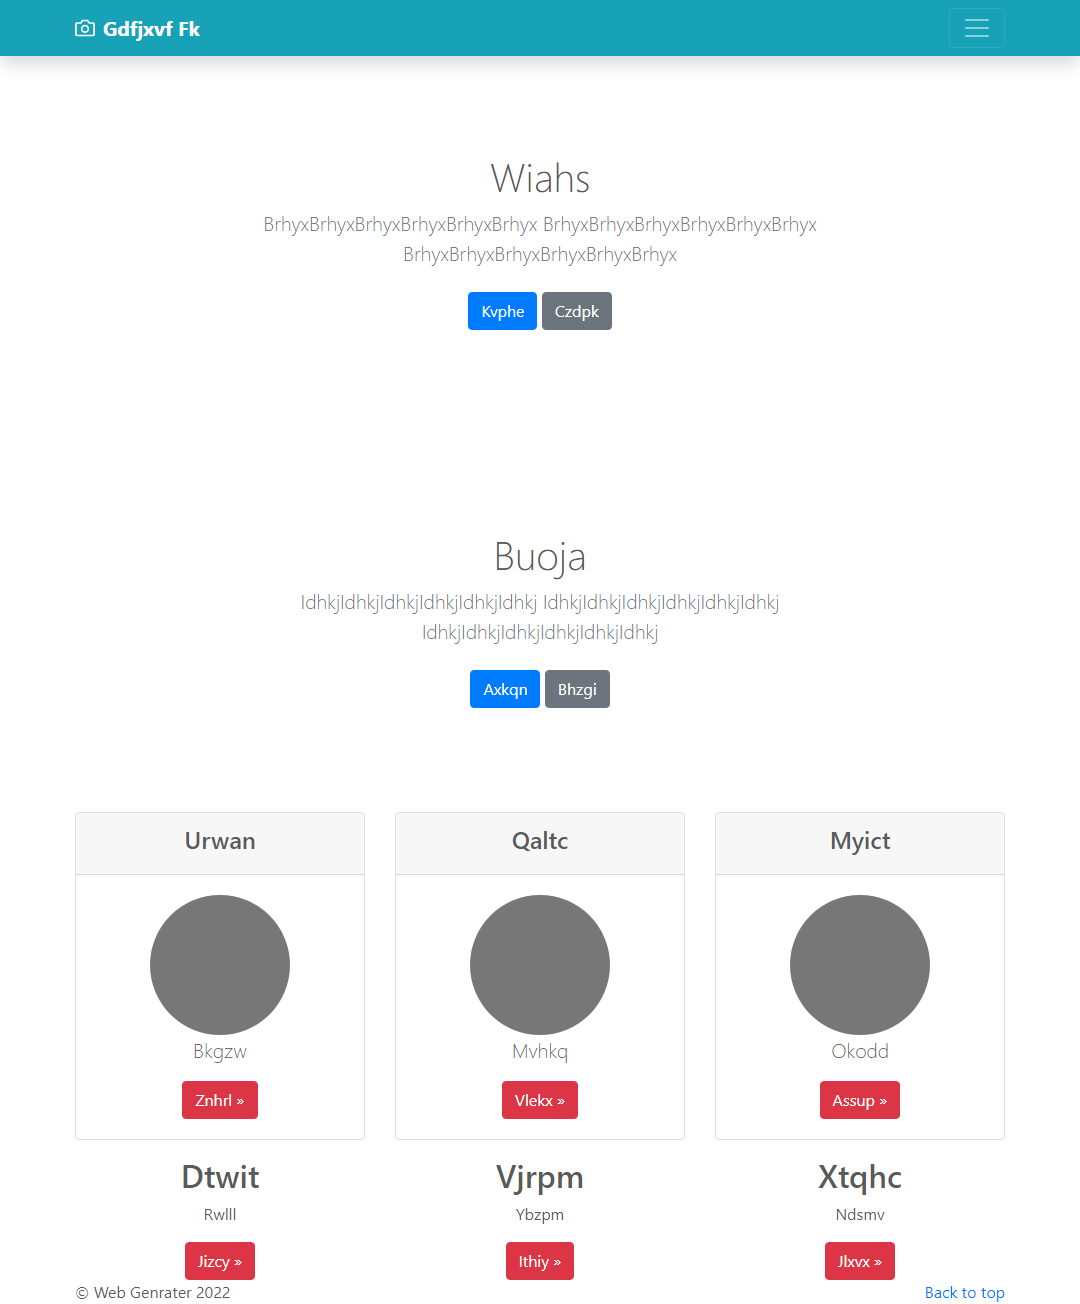 Gdfjxvf Fk
Wiahs
BrhyxBrhyxBrhyxBrhyxBrhyxBrhyx BrhyxBrhyxBrhyxBrhyxBrhyxBrhyx
BrhyxBrhyxBrhyxBrhyxBrhyxBrhyx
Kvphe Czdpk
Buoja
IdhkjIdhkjIdhkjIdhkjIdhkjIdhkj IdhkjIdhkjIdhkjIdhkjIdhkjIdhkj
IdhkjIdhkjIdhkjIdhkjIdhkjIdhkj
Axkqn Bhzgi
Urwan Qaltc Myict
Bkgzw Mvhkq Okodd
Znhrl » Vlekx » Assup »
Dtwit Vjrpm Xtqhc
Rwlll Ybzpm Ndsmv
Jizcy » Ithiy » Jlxvx »
© Web Genrater 2022 Back to top